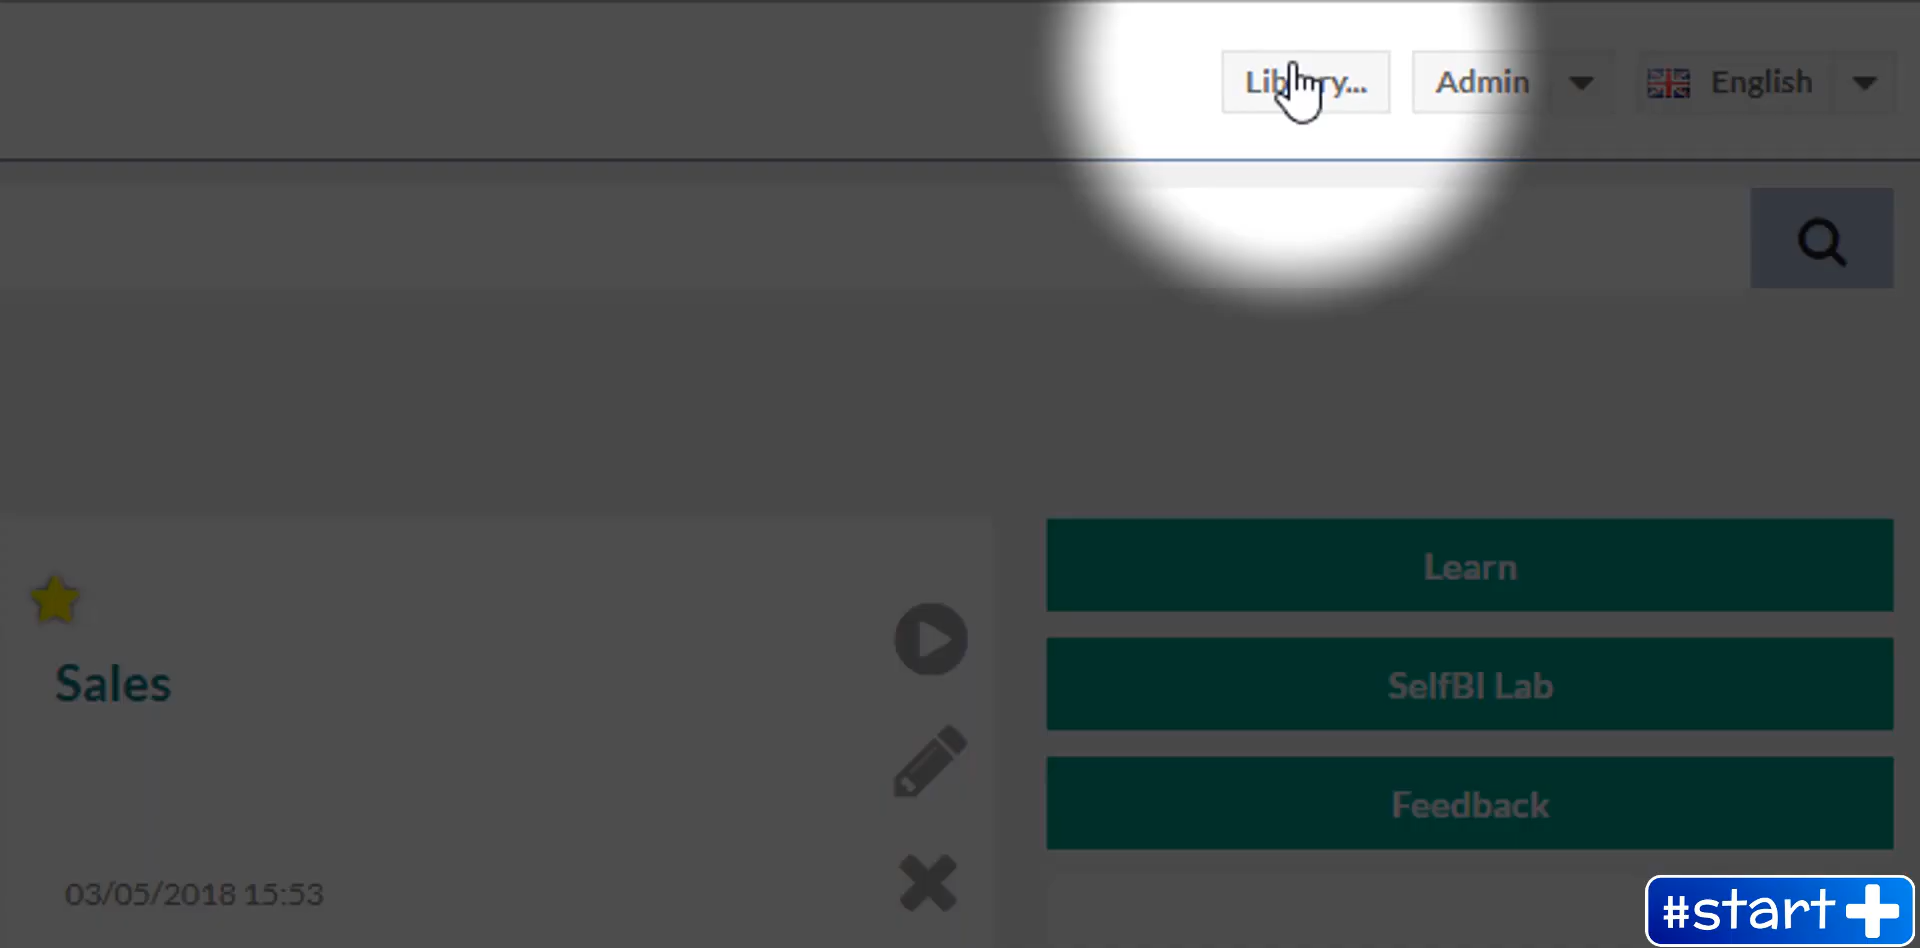 Library...
Admin
English
Learn
Sales
SelfBI Lab
Feedback
03/05/2018 15:53
#start+